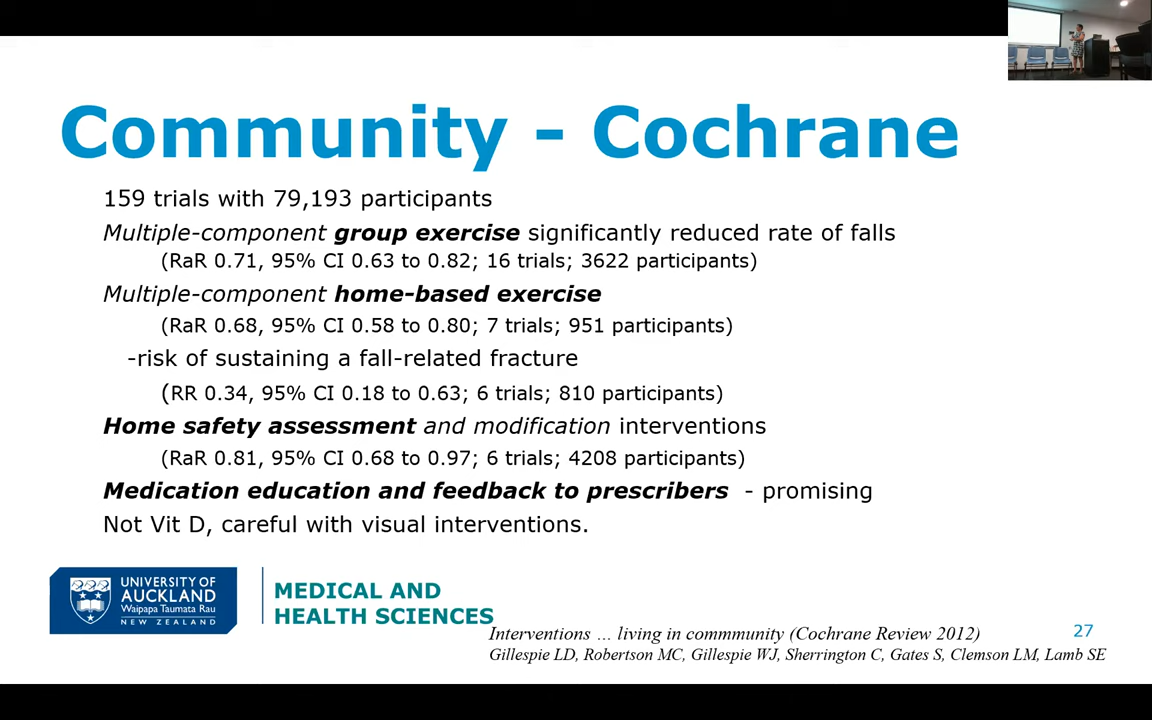 Community - Cochrane
159 trials with 79,193 participants
Multiple-component group exercise significantly reduced rate of falls
(RaR 0.71, 95% CI 0.63 to 0.82; 16 trials; 3622 participants)
Multiple-component home-based exercise
(RaR 0.68, 95% CI 0.58 to 0.80; 7 trials; 951 participants)
-risk of sustaining a fall-related fracture
(RR 0.34, 95% CI 0.18 to 0.63; 6 trials; 810 participants)
Home safety assessment and modification interventions
(RaR 0.81, 95% CI 0.68 to 0.97; 6 trials; 4208 participants)
Medication education and feedback to prescribers - promising
Not Vit D, careful with visual interventions.
UNIVERSITY OF
AUCKLAND
Waipapa Taumata Rau
NEW ZEALAND
MEDICAL AND
HEALTH SCIENCES
Interventions ... living in commmunity (Cochrane Review 2012)
27
Gillespie LD, Robertson MC, Gillespie WJ, Sherrington C, Gates S, Clemson LM, Lamb SE